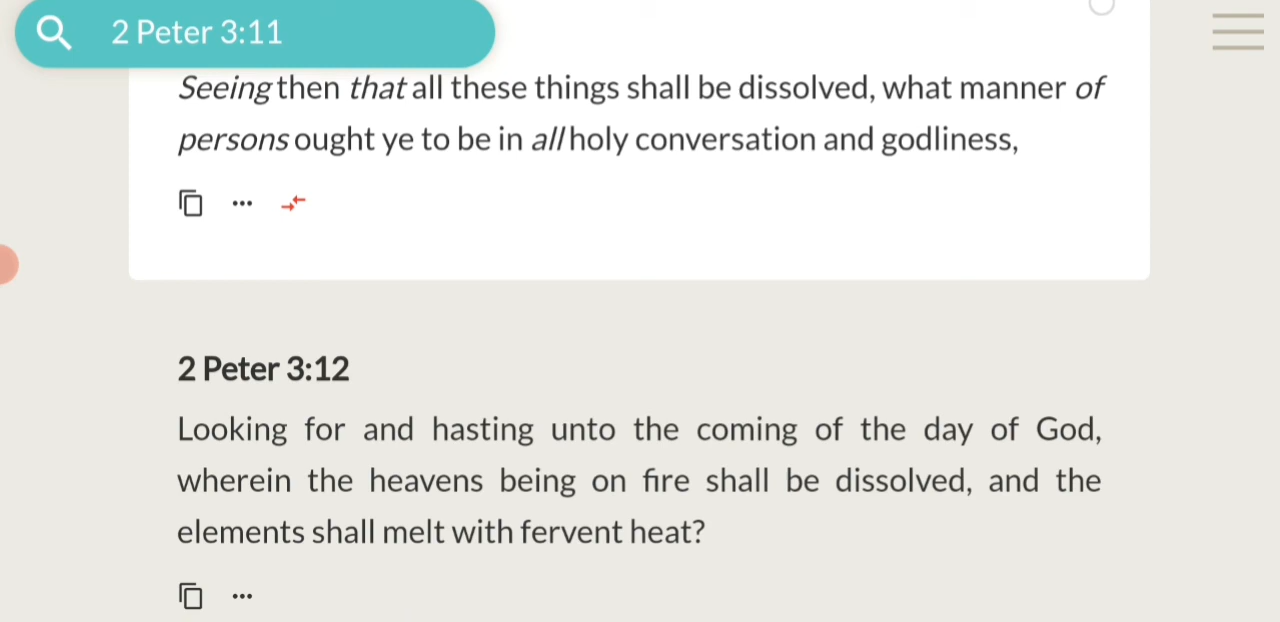 2 Peter 3:11
Seeing then that all these things shall be dissolved, what manner of
persons ought ye to be in all holy conversation and godliness,
2 Peter 3:12
Looking for and hasting unto the coming of the day of God,
wherein the heavens being on fire shall be dissolved, and the
elements shall melt with fervent heat?